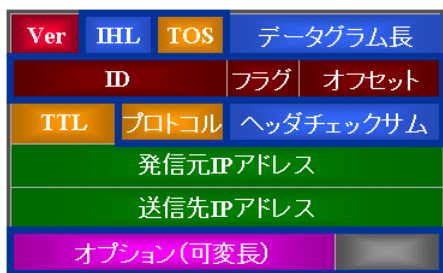 Ver IHL TOS データグラム長
ID フラグ オフセット
TTL プロトコル ヘッダチェックサム
発信元IPアドレス
送信先IPアドレス
オプション(可変長)